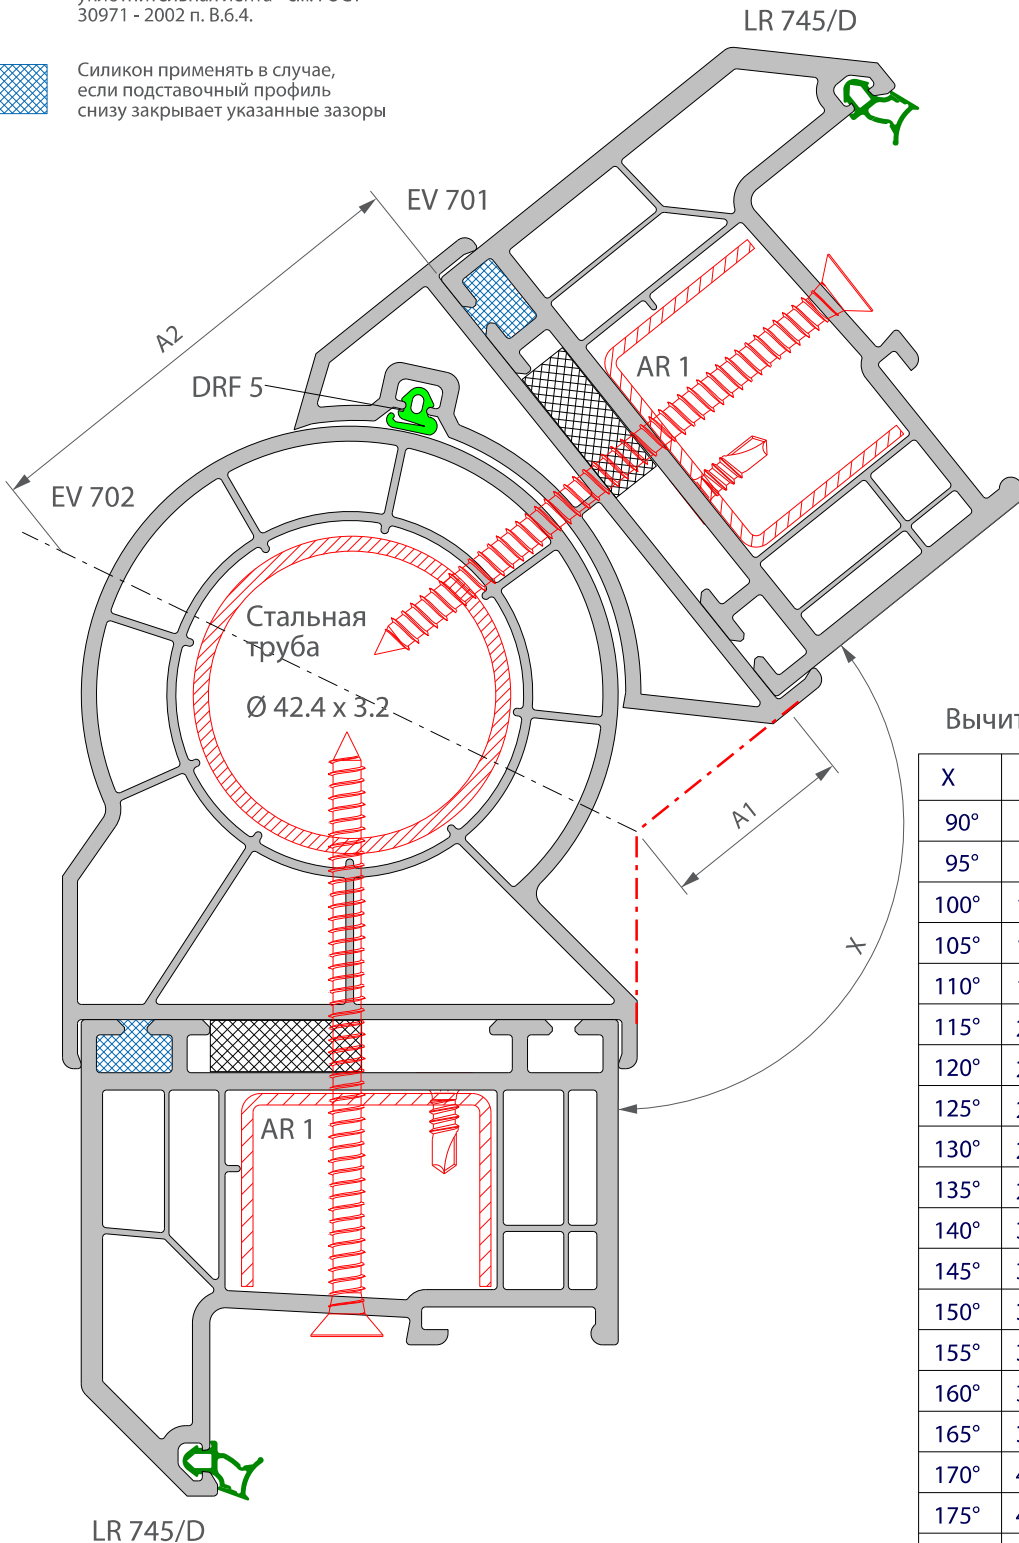 30971 - 2002 п. В.6.4.
Силикон применять в случае,
если подставочный профиль
снизу закрывает указанные зазоры
LR 745/D
EV 701
A2
DRF 5
AR 1
EV 702
Стальная
труба
Ø 42.4 x 3.2
A1
X
AR 1
LR 745/D
X
90°
95°
100°
105°
110°
115°
120°
125°
130°
135°
140°
145°
150°
155°
160°
165°
170°
175°